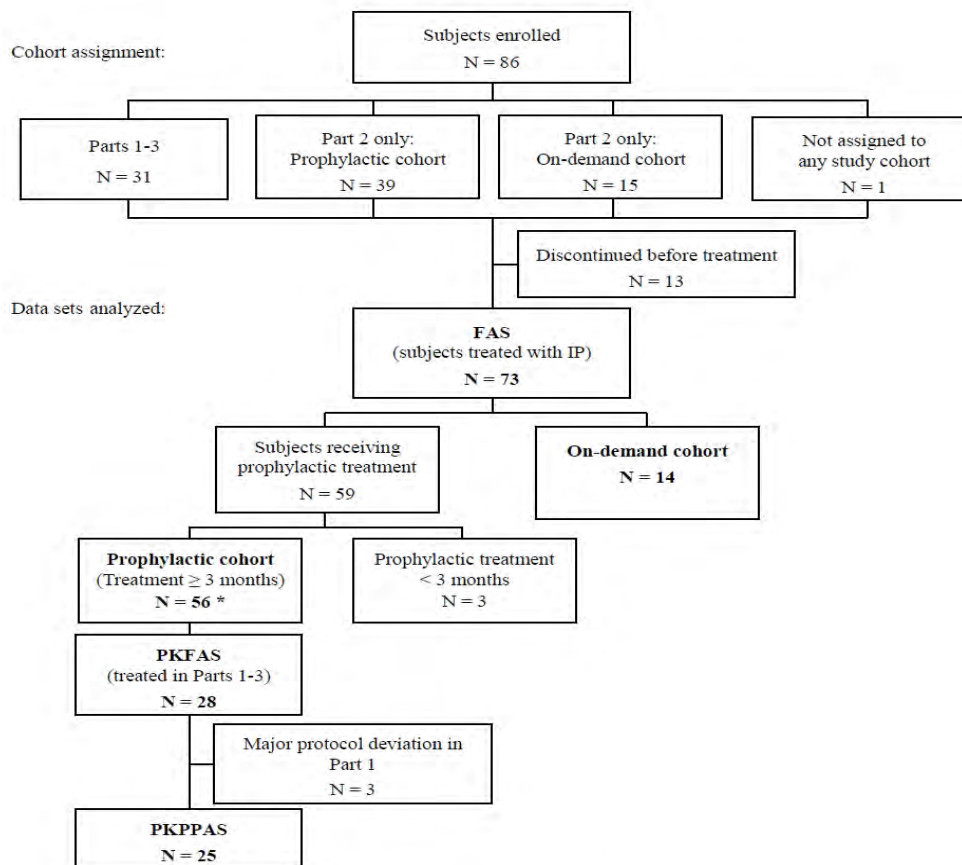 Cohort assignment:
Subjects enrolled
N = 86
Parts 1-3
N = 31
Part 2 only:
Prophylactic cohort
N = 39
Part 2 only:
On-demand cohort
N = 15
Not assigned to
any study cohort
N = 1
Discontinued before treatment
N = 13
Data sets analyzed:
FAS
(subjects treated with IP)
N = 73
Subjects receiving
prophylactic treatment
N = 59
On-demand cohort
N = 14
Prophylactic cohort
(Treatment ≥ 3 months)
N = 56 *
Prophylactic treatment
< 3 months
N = 3
PKFAS
(treated in Parts 1-3)
N = 28
Major protocol deviation in
Part 1
N = 3
PKPPAS
N = 25